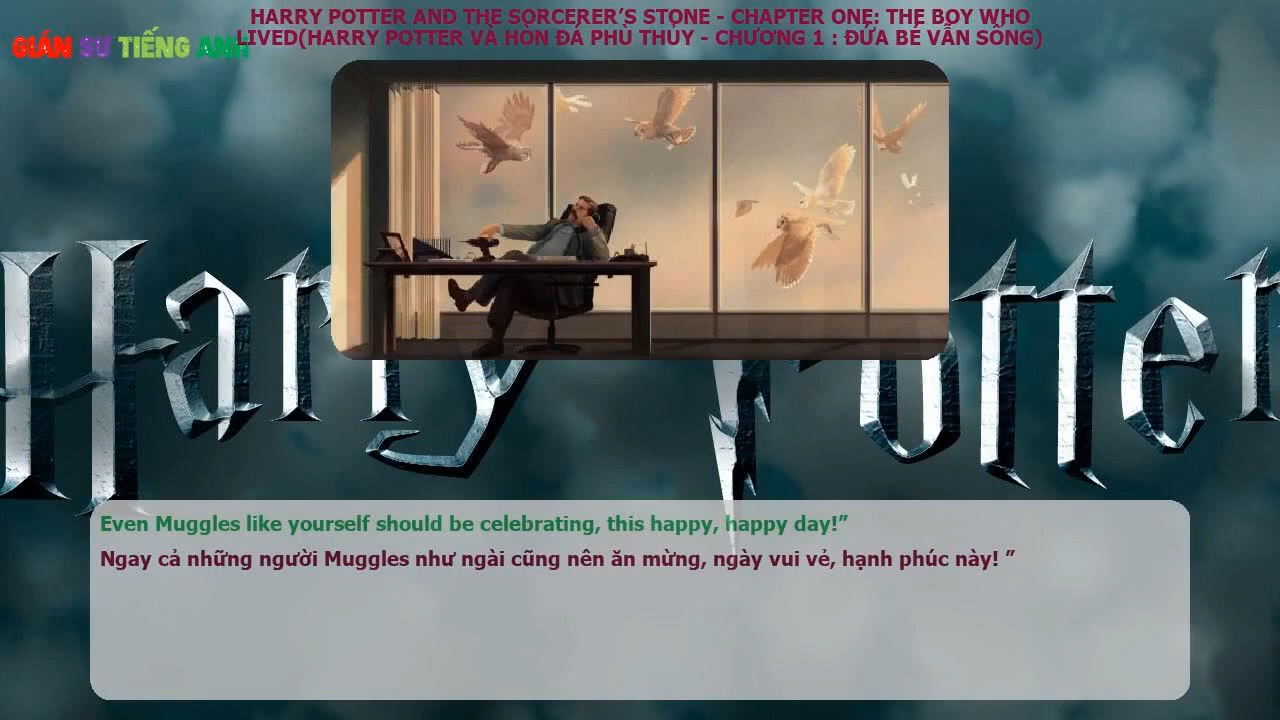 HARRY POTTER AND THE SORCERER’S STONE - CHAPTER ONE: THE BOY WHO
LIVED(HARRY POTTER VÀ HÒN ĐÁ PHÙ THỦY - CHƯƠNG 1 : ĐỨA BÉ VẪN SỐNG)
GIÁN SƯ TIẾNG ANH
Harry Potter
Even Muggles like yourself should be celebrating, this happy, happy day!”
Ngay cả những người Muggles như ngài cũng nên ăn mừng, ngày vui vẻ, hạnh phúc này! ”